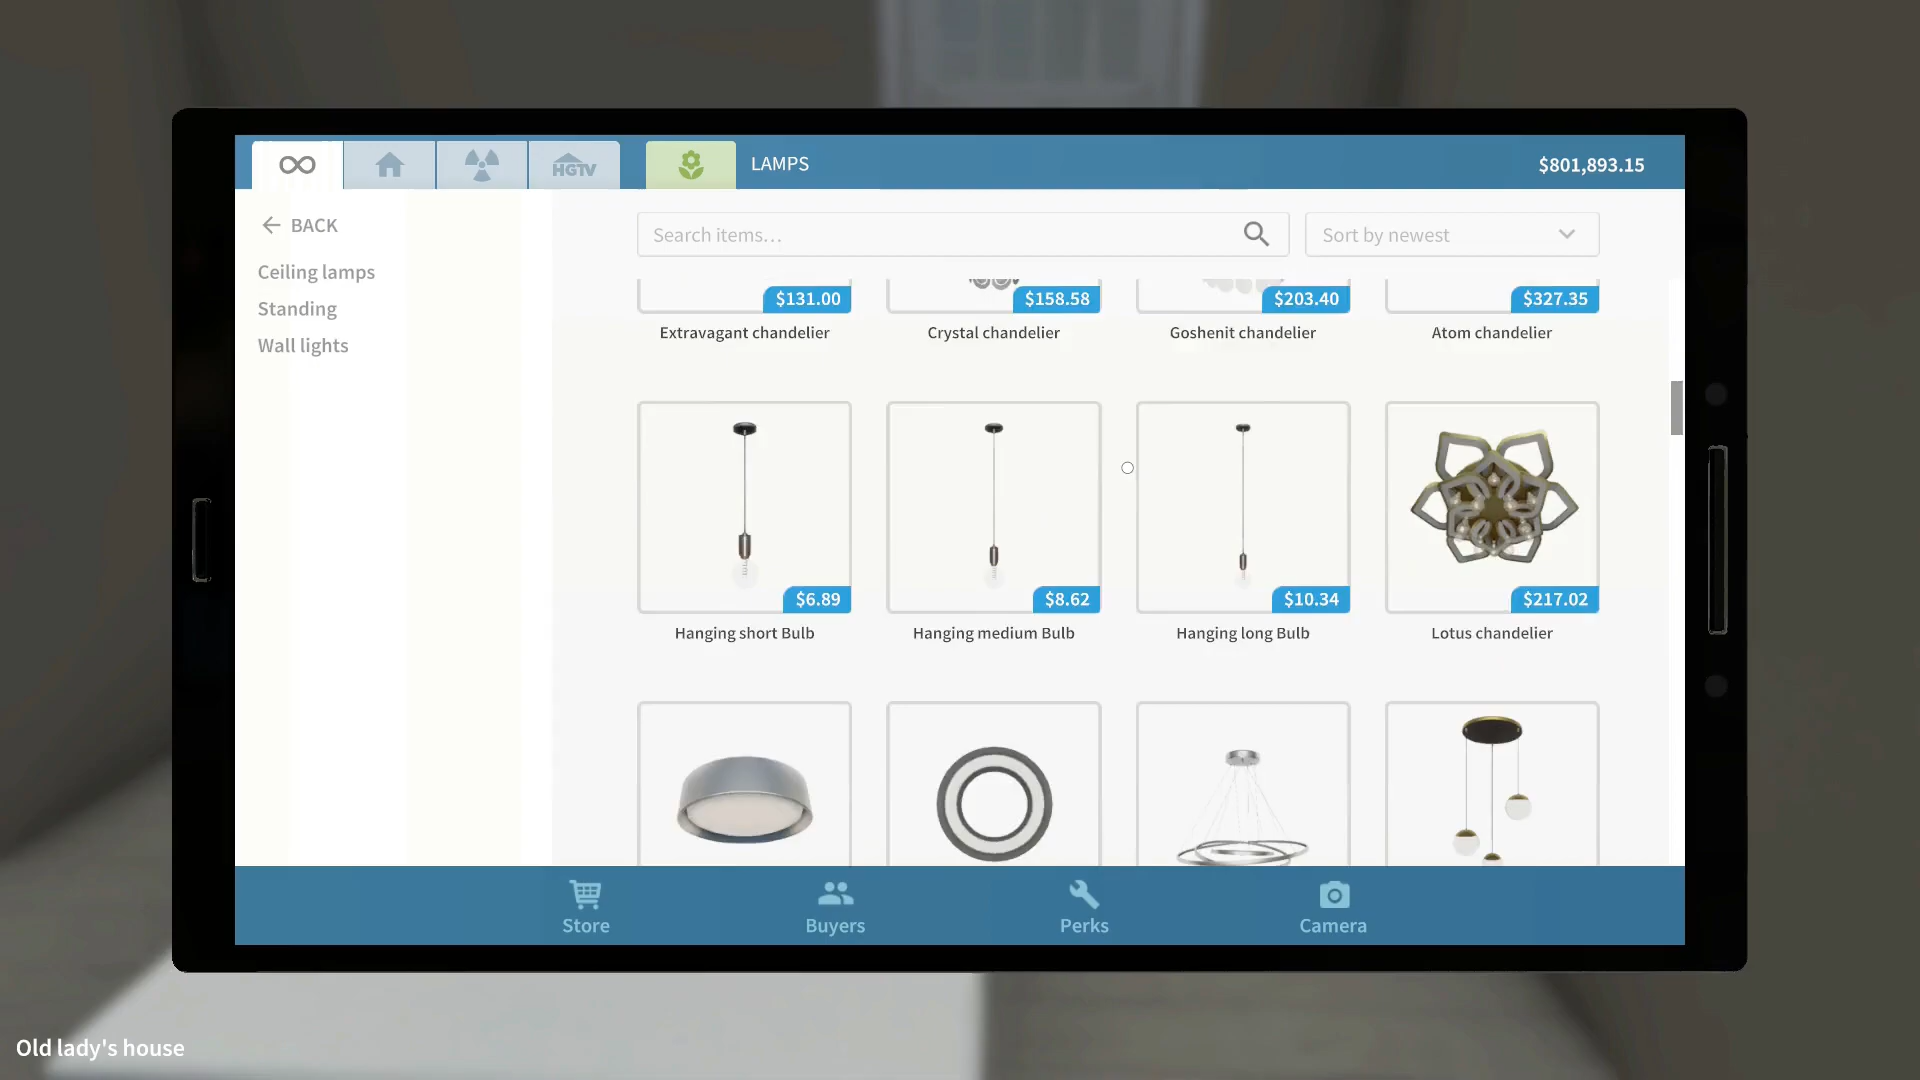 HGTV
LAMPS
$801,893.15
BACK
Ceiling lamps
Standing
Wall lights
Search items...
Sort by newest
$131.00
$158.58
$203.40
$327.35
Extravagant chandelier
Crystal chandelier
Goshenit chandelier
Atom chandelier
$6.89
$8.62
$10.34
$217.02
Hanging short Bulb
Hanging medium Bulb
Hanging long Bulb
Lotus chandelier
Store
Buyers
Perks
Camera
Old lady's house